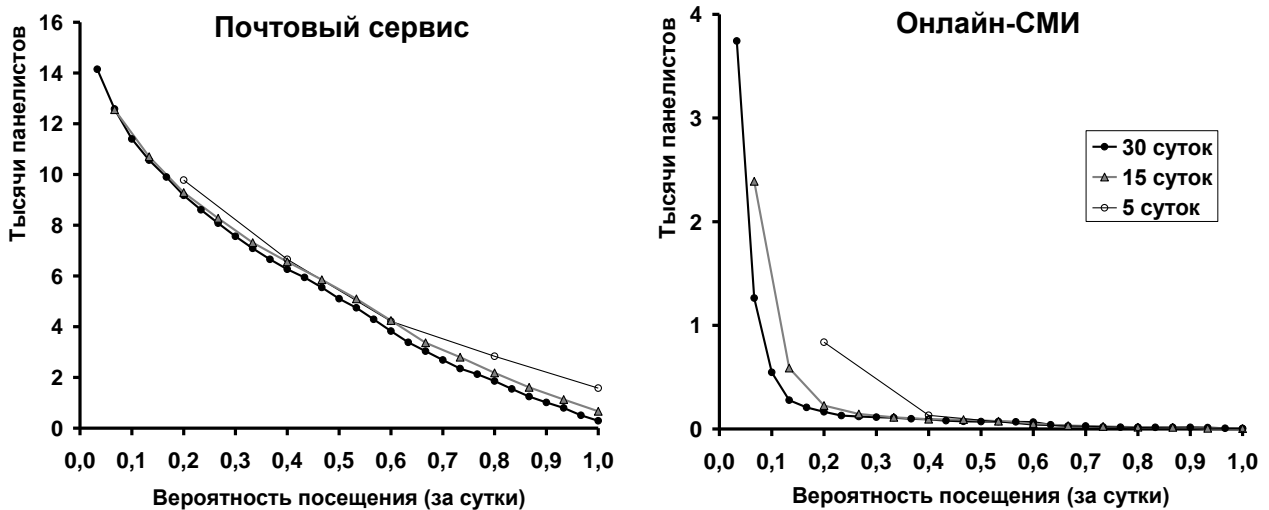 Почтовый сервис
Тысячи панелистов
16
14
12
10
8
6
4
2
0
0,0 0,1 0,2 0,3 0,4 0,5 0,6 0,7 0,8 0,9 1,0
Вероятность посещения (за сутки)
Онлайн-СМИ
Тысячи панелистов
4
3
2
1
0
30 суток
15 суток
5 суток
0,0 0,1 0,2 0,3 0,4 0,5 0,6 0,7 0,8 0,9 1,0
Вероятность посещения (за сутки)